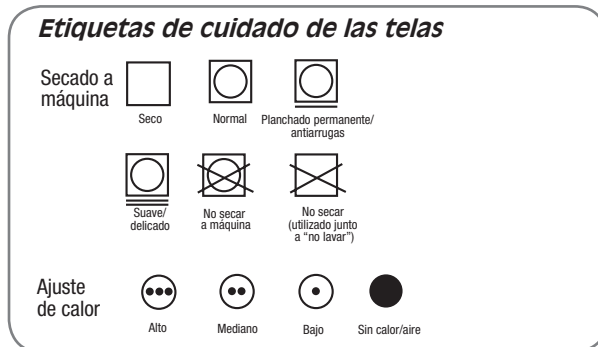 Etiquetas de cuidado de las telas
Secado a
máquina
Seco
Normal
Planchado permanente/
antiarrugas
Suave/
delicado
No secar
a máquina
No secar
(utilizado junto
a “no lavar”)
Ajuste
de calor
Alto
Mediano
Bajo
Sin calor/aire